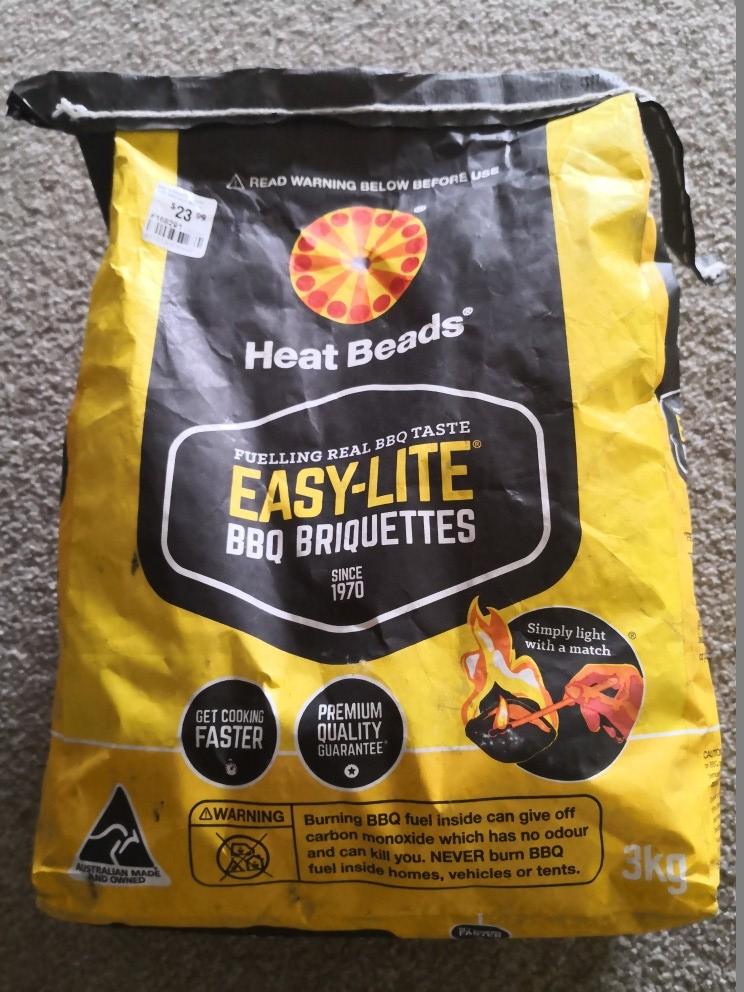 ⚠ READ WARNING BELOW BEFORE USE
$23.99
Heat Beads®
FUELLING REAL BBQ TASTE
EASY-LITE®
BBQ BRIQUETTES
SINCE
1970
Simply light
with a match
®
GET COOKING
FASTER
PREMIUM
QUALITY
GUARANTEE
AUSTRALIAN MADE
AND OWNED
⚠WARNING
Burning BBQ fuel inside can give off
carbon monoxide which has no odour
and can kill you. NEVER burn BBQ
fuel inside homes, vehicles or tents.
3kg
FASTER